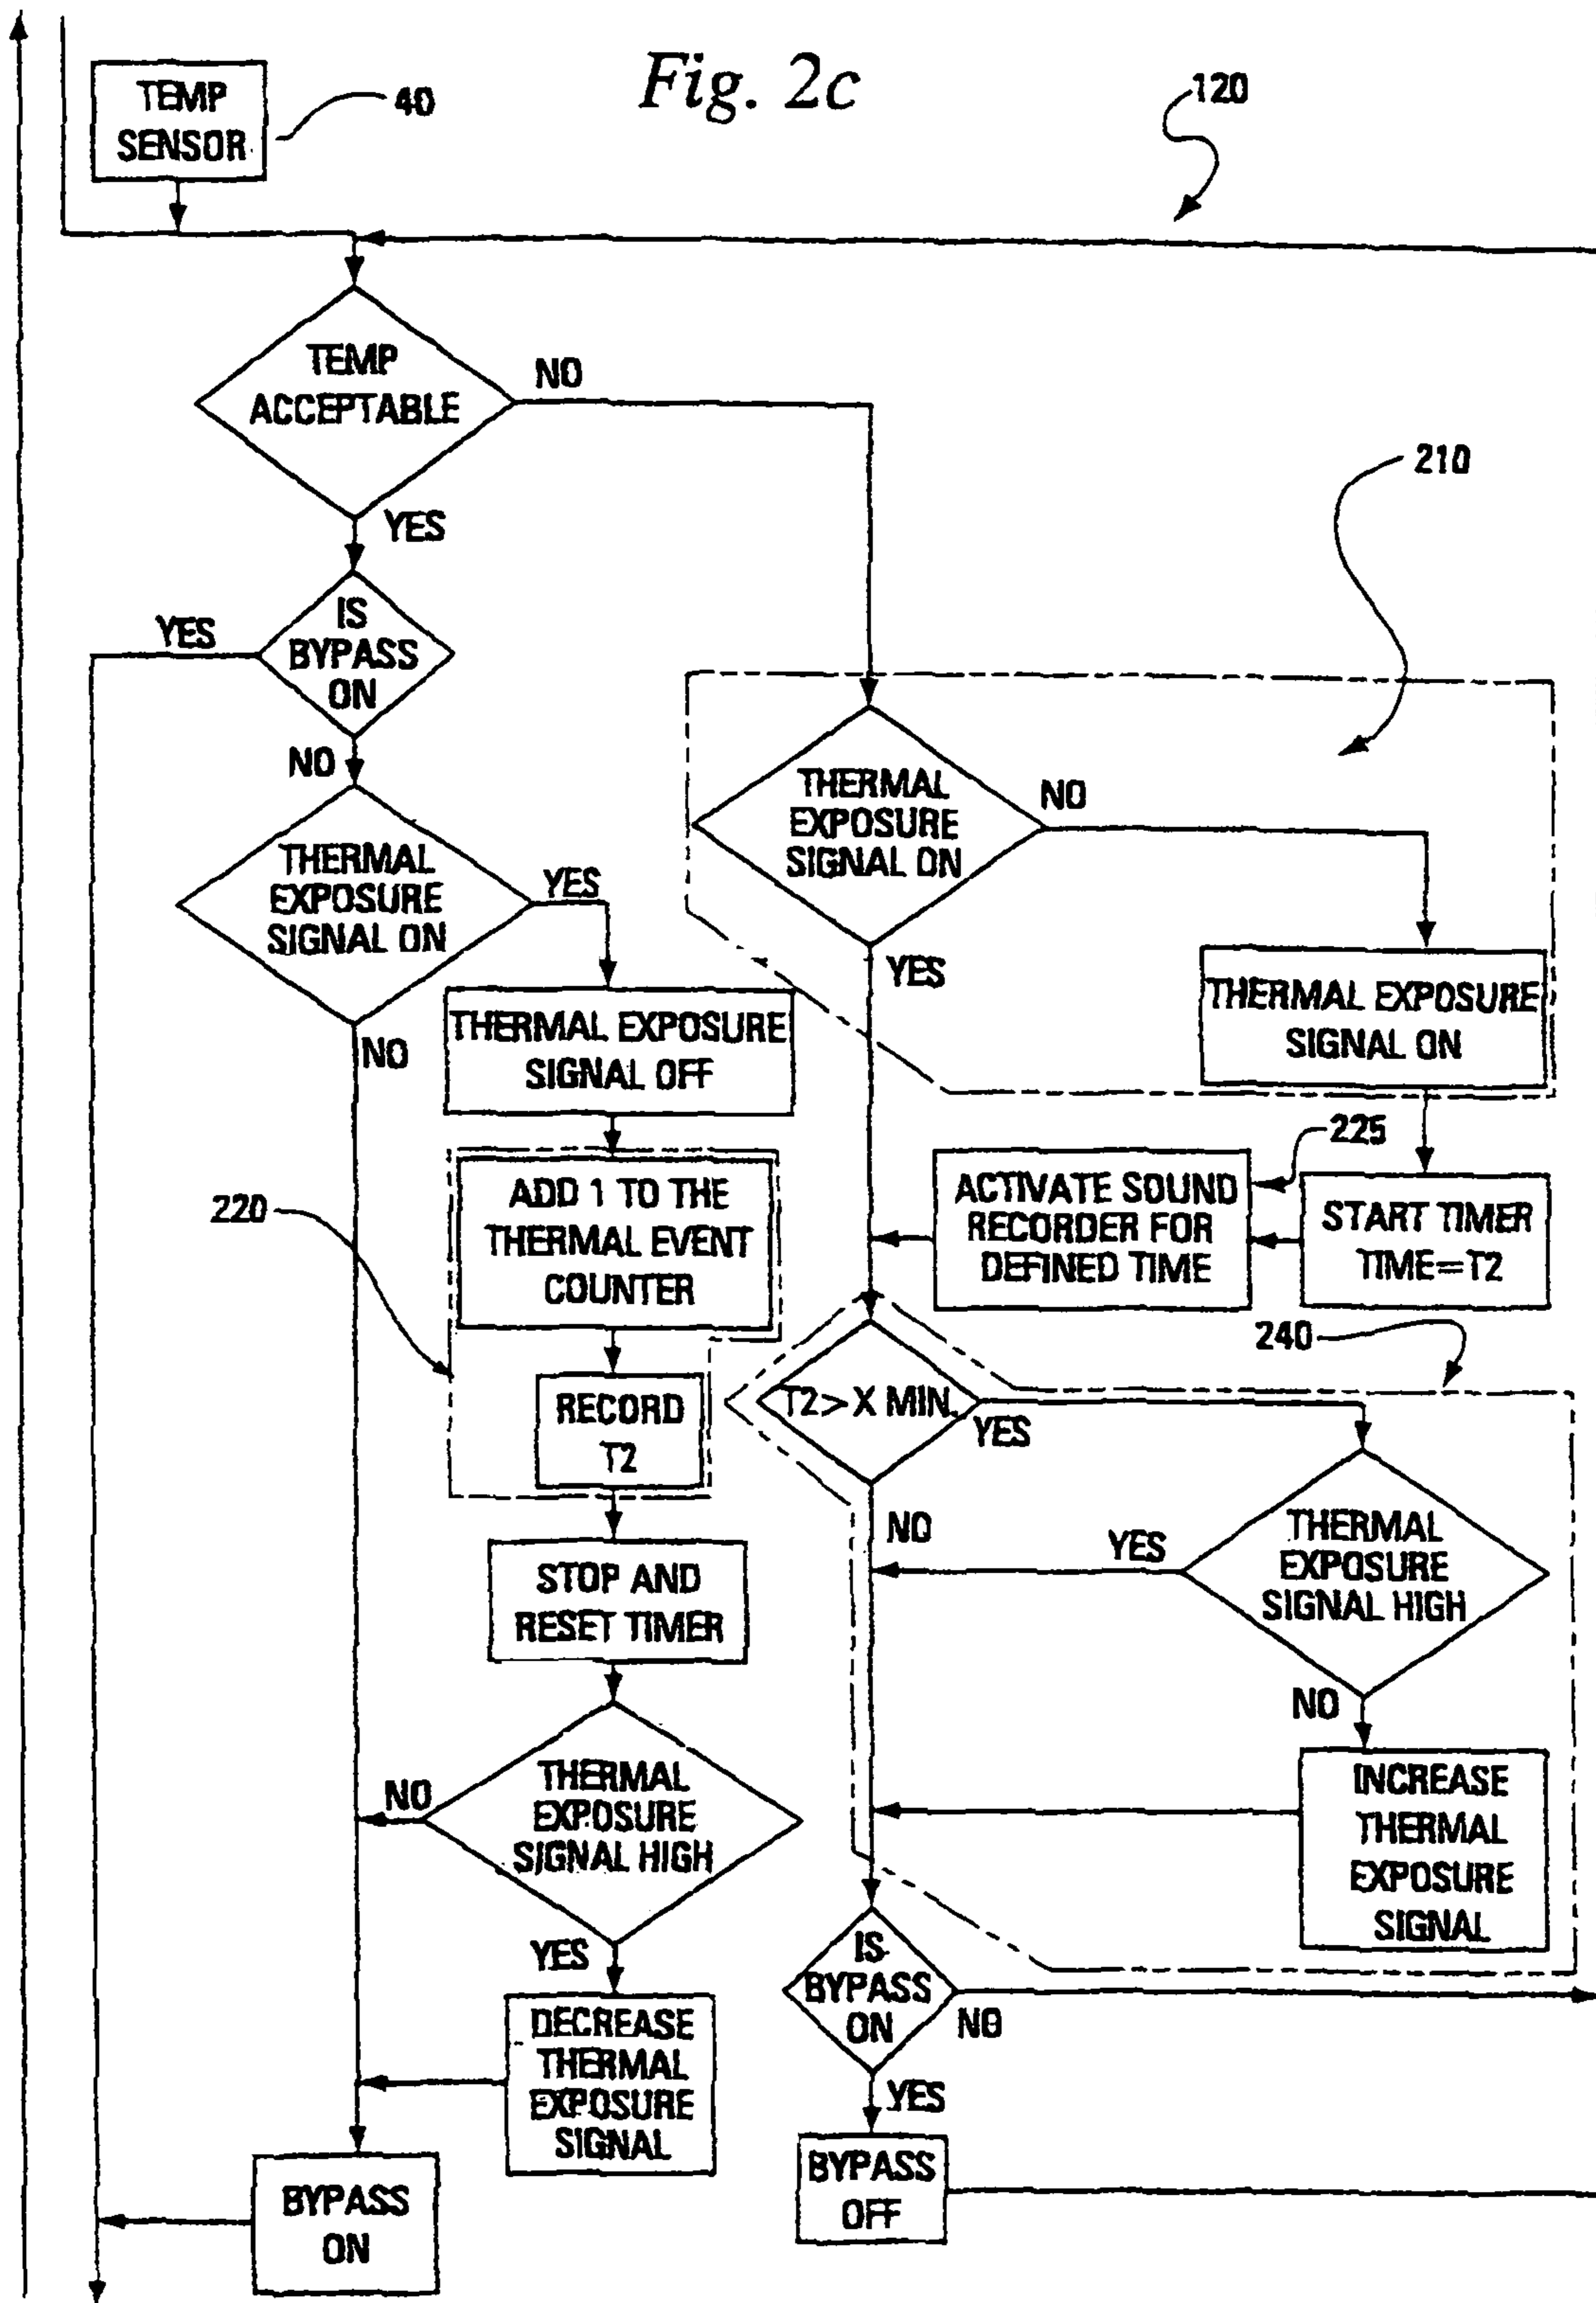 Fig. 2c
TEMP
SENSOR
40
120
TEMP
ACCEPTABLE
NO
YES
210
IS
BYPASS
ON
YES
NO
THERMAL
EXPOSURE
SIGNAL ON
NO
YES
THERMAL EXPOSURE
SIGNAL ON
THERMAL
EXPOSURE
SIGNAL ON
YES
NO
THERMAL EXPOSURE
SIGNAL OFF
225
ACTIVATE SOUND
RECORDER FOR
DEFINED TIME
START TIMER
TIME=T2
220
ADD 1 TO THE
THERMAL EVENT
COUNTER
RECORD
T2
240
T2> X MIN.
YES
NO
THERMAL
EXPOSURE
SIGNAL HIGH
YES
NO
STOP AND
RESET TIMER
INCREASE
THERMAL
EXPOSURE
SIGNAL
THERMAL
EXPOSURE
SIGNAL HIGH
NO
YES
DECREASE
THERMAL
EXPOSURE
SIGNAL
IS
BYPASS
ON
NO
YES
BYPASS
OFF
BYPASS
ON